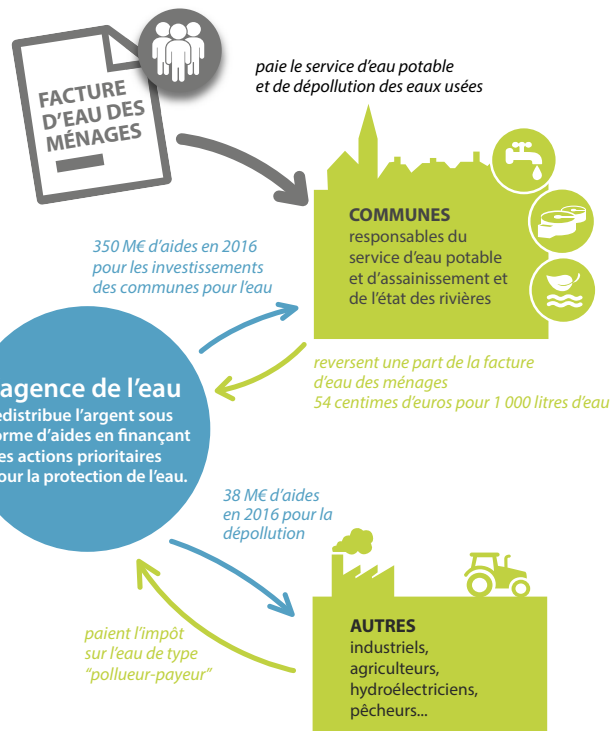 FACTURE
D'EAU DES
MÉNAGES
paie le service d'eau potable
et de dépollution des eaux usées
COMMUNES
responsables du
service d'eau potable
et d'assainissement et
de l'état des rivières
350 M€ d'aides en 2016
pour les investissements
des communes pour l'eau
reversent une part de la facture
d'eau des ménages
54 centimes d'euros pour 1 000 litres d'eau
agence de l'eau
edistribue l'argent sous
orme d'aides en finançant
es actions prioritaires
our la protection de l'eau.
38 M€ d'aides
en 2016 pour la
dépollution
paient l'impôt
sur l'eau de type
"pollueur-payeur"
AUTRES
industriels,
agriculteurs,
hydroélectriciens,
pêcheurs...